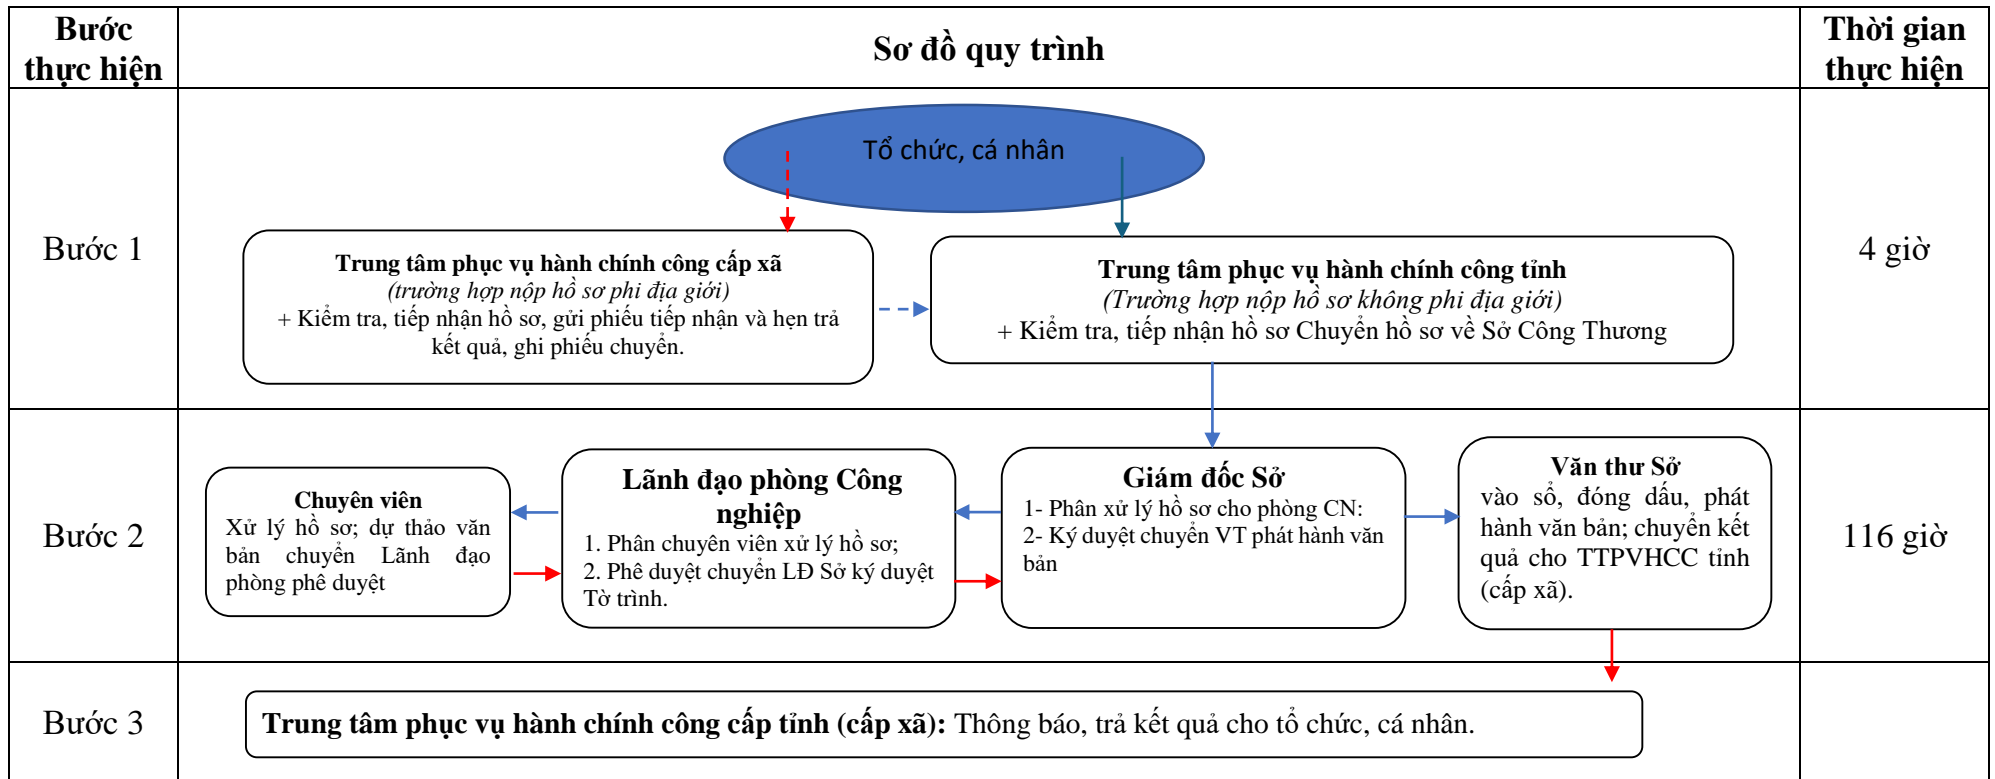 Bước
thực hiện
Sơ đồ quy trình
Thời gian
thực hiện
Bước 1
Tổ chức, cá nhân
Trung tâm phục vụ hành chính công cấp xã
(trường hợp nộp hồ sơ phi địa giới)
+ Kiểm tra, tiếp nhận hồ sơ, gửi phiếu tiếp nhận và hẹn trả
kết quả, ghi phiếu chuyển.
Trung tâm phục vụ hành chính công tỉnh
(Trường hợp nộp hồ sơ không phi địa giới)
+ Kiểm tra, tiếp nhận hồ sơ Chuyển hồ sơ về Sở Công Thương
4 giờ
Bước 2
Chuyên viên
Xử lý hồ sơ; dự thảo văn
bản chuyển Lãnh đạo
phòng phê duyệt
Lãnh đạo phòng Công
nghiệp
1. Phân chuyên viên xử lý hồ sơ;
2. Phê duyệt chuyển LĐ Sở ký duyệt
Tờ trình.
Giám đốc Sở
1- Phân xử lý hồ sơ cho phòng CN:
2- Ký duyệt chuyển VT phát hành văn
bản
Văn thư Sở
vào sổ, đóng dấu, phát
hành văn bản; chuyển kết
quả cho TTPVHCC tỉnh
(cấp xã).
116 giờ
Bước 3
Trung tâm phục vụ hành chính công cấp tỉnh (cấp xã): Thông báo, trả kết quả cho tổ chức, cá nhân.